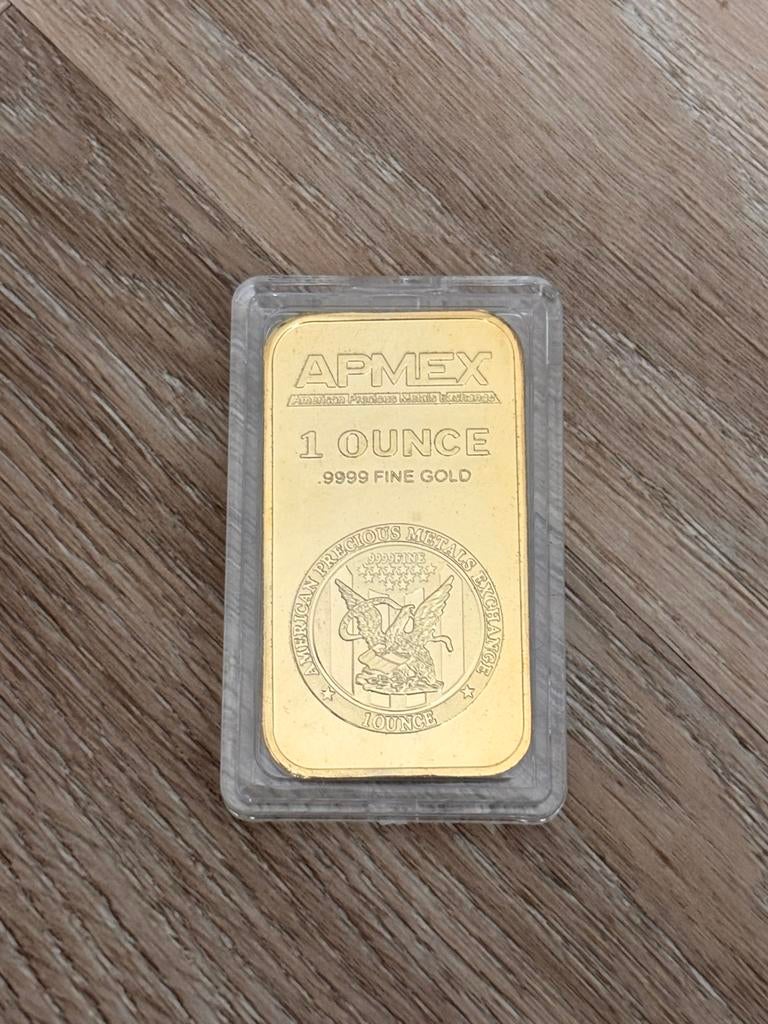 APMEX
American Precious Metals Exchange
1 OUNCE
.9999 FINE GOLD
AMERICAN PRECIOUS METALS EXCHANGE
.9999 FINE
1 OUNCE